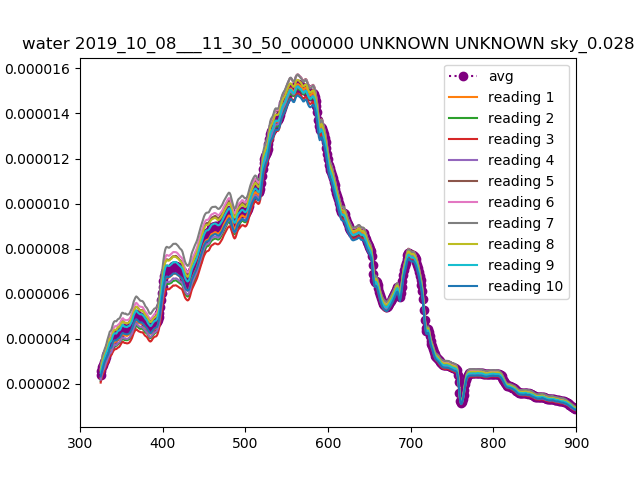 water 2019_10_08___11_30_50_000000 UNKNOWN UNKNOWN sky_0.028
0.000016
0.000014
0.000012
0.000010
0.000008
0.000006
0.000004
0.000002
300 400 500 600 700 800 900
avg
reading 1
reading 2
reading 3
reading 4
reading 5
reading 6
reading 7
reading 8
reading 9
reading 10